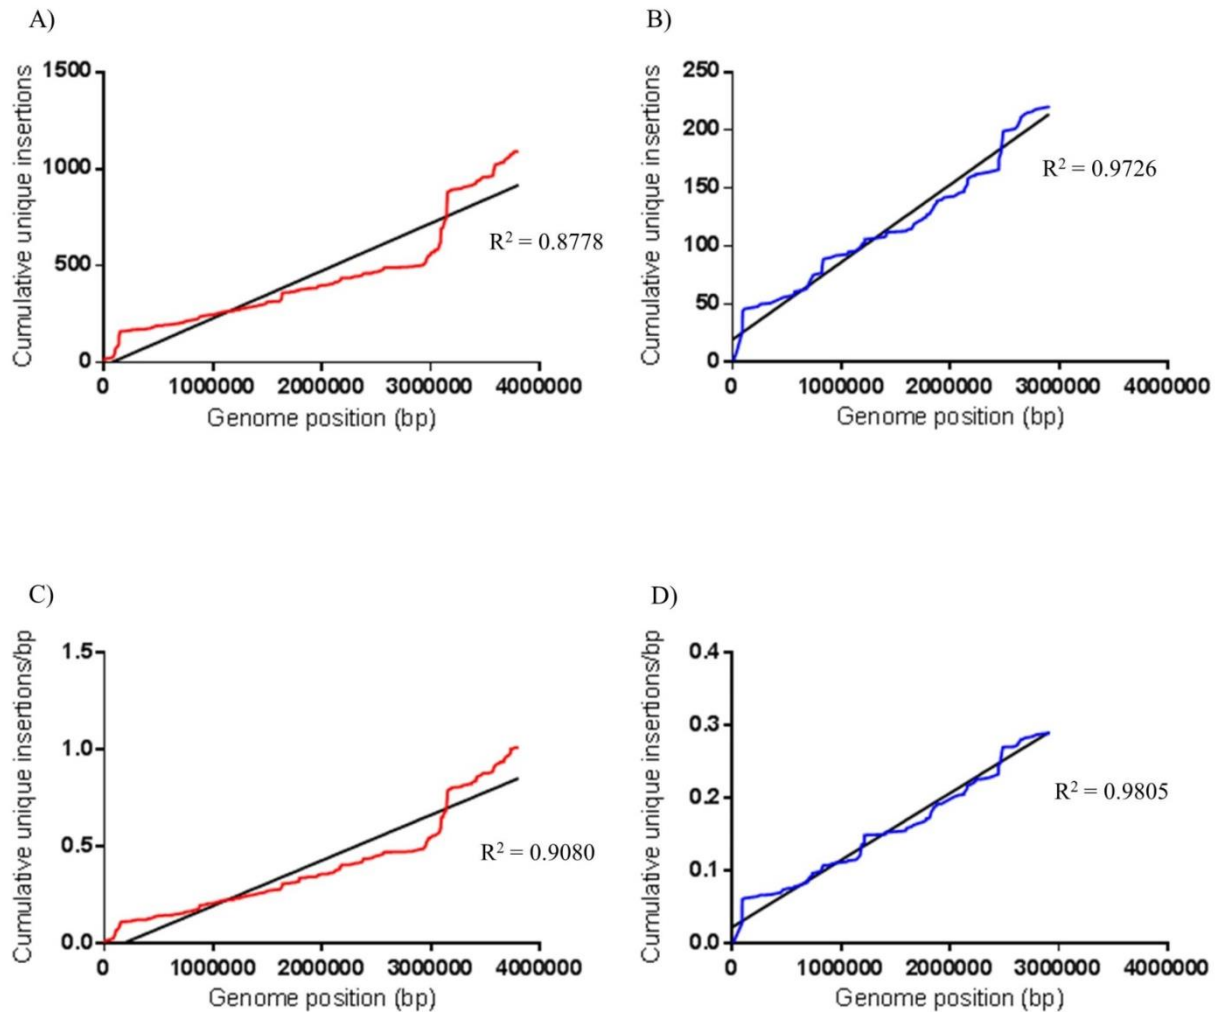 A)
Cumulative unique insertions
1500
1000
500
0
0 1000000 2000000 3000000 4000000
Genome position (bp)
R² = 0.8778
B)
Cumulative unique insertions
250
200
150
100
50
0
0 1000000 2000000 3000000 4000000
Genome position (bp)
R² = 0.9726
C)
Cumulative unique insertions/bp
1.5
1.0
0.5
0.0
0 1000000 2000000 3000000 4000000
Genome position (bp)
R² = 0.9080
D)
Cumulative unique insertions/bp
0.4
0.3
0.2
0.1
0.0
0 1000000 2000000 3000000 4000000
Genome position (bp)
R² = 0.9805